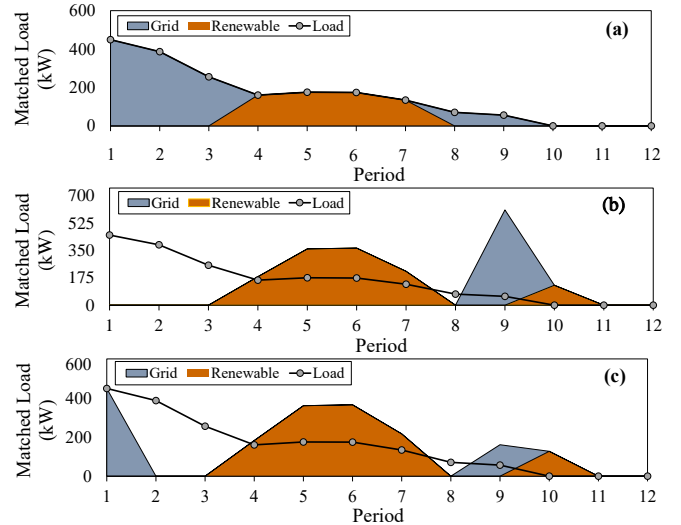 600
Grid Renewable Load
(a)
400
200
0
Matched Load
(kW)
1 2 3 4 5 6 7 8 9 10 11 12
Period
700
Grid Renewable Load
(b)
525
350
175
0
Matched Load
(kW)
1 2 3 4 5 6 7 8 9 10 11 12
Period
600
Grid Renewable Load
(c)
400
200
0
Matched Load
(kW)
1 2 3 4 5 6 7 8 9 10 11 12
Period